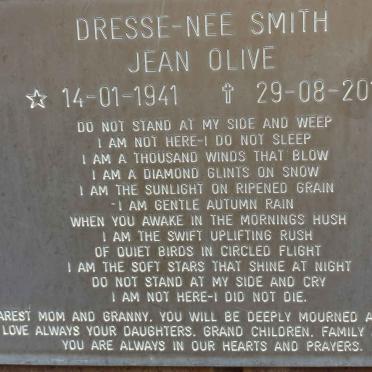 DRESSE-NEE SMITH
JEAN OLIVE
☆ 14-01-1941 ✝ 29-08-20
DO NOT STAND AT MY SIDE AND WEEP
I AM NOT HERE-I DO NOT SLEEP
I AM A THOUSAND WINDS THAT BLOW
I AM A DIAMOND GLINTS ON SNOW
I AM THE SUNLIGHT ON RIPENED GRAIN
I AM GENTLE AUTUMN RAIN
WHEN YOU AWAKE IN THE MORNINGS HUSH
I AM THE SWIFT UPLIFTING RUSH
OF QUIET BIRDS IN CIRCLED FLIGHT
I AM THE SOFT STARS THAT SHINE AT NIGHT
DO NOT STAND AT MY SIDE AND CRY
I AM NOT HERE-I DID NOT DIE.
AREST MOM AND GRANNY. YOU WILL BE DEEPLY MOURNED A
LOVE ALWAYS YOUR DAUGHTERS. GRAND CHILDREN. FAMILY
YOU ARE ALWAYS IN OUR HEARTS AND PRAYERS.